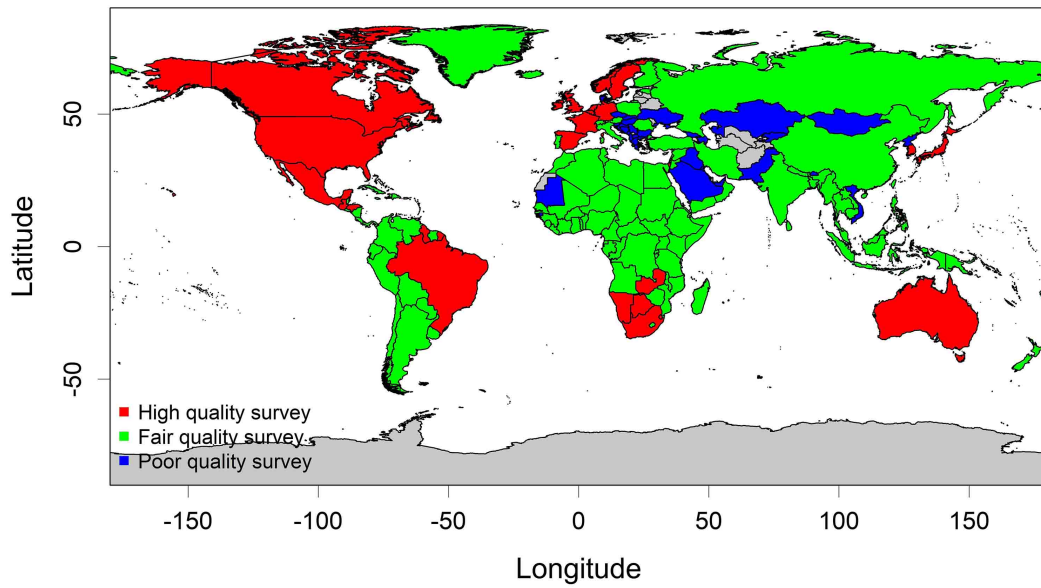 Latitude
50
0
-50
High quality survey
Fair quality survey
Poor quality survey
-150 -100 -50 0 50 100 150
Longitude